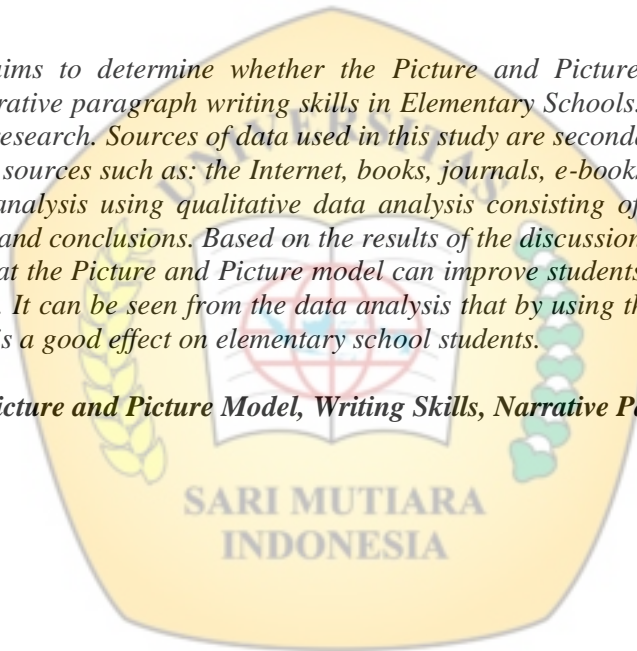 aims to determine whether the Picture and Picture
rative paragraph writing skills in Elementary Schools.
esearch. Sources of data used in this study are second
sources such as: the Internet, books, journals, e-books
analysis using qualitative data analysis consisting of
and conclusions. Based on the results of the discussion
at the Picture and Picture model can improve students
. It can be seen from the data analysis that by using th
is a good effect on elementary school students.
icture and Picture Model, Writing Skills, Narrative Pa
UNIVERSITAS
SARI MUTIARA
INDONESIA